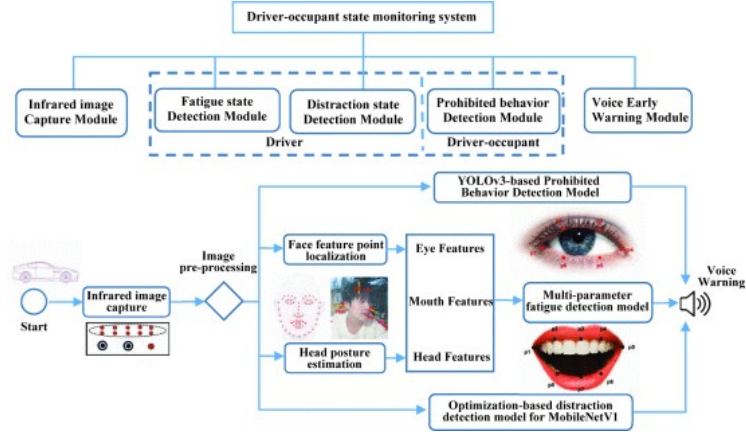 Driver-occupant state monitoring system
Infrared image
Capture Module
Fatigue state
Detection Module
Distraction state
Detection Module
Prohibited behavior
Detection Module
Voice Early
Warning Module
Driver
Driver-occupant
YOLOv3-based Prohibited
Behavior Detection Model
Image
pre-processing
Face feature point
localization
Eye Features
Voice
Warning
Infrared image
capture
Start
Mouth Features
Multi-parameter
fatigue detection model
Head posture
estimation
Head Features
p1
Optimization-based distraction
detection model for MobileNetV1